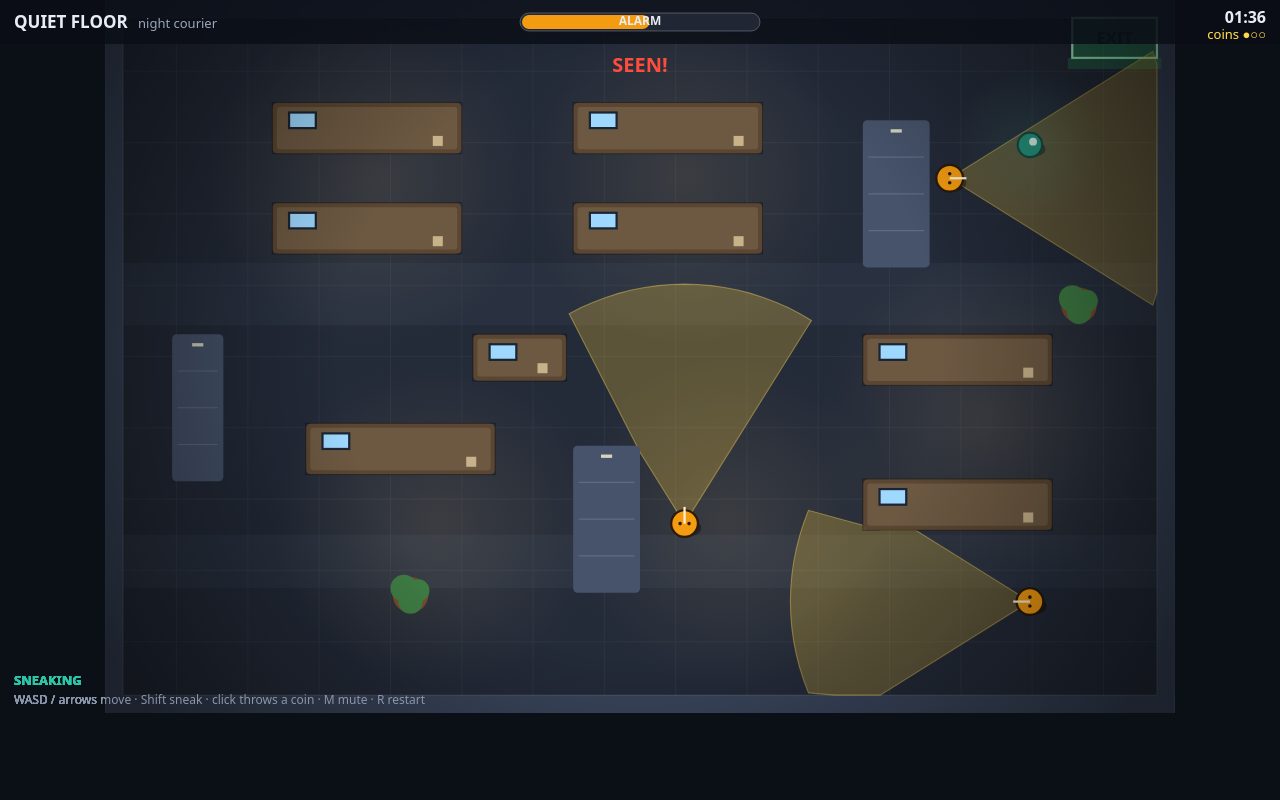 QUIET FLOOR night courier
ALARM
01:36
coins ●○○
EXIT
SEEN!
SNEAKING
WASD / arrows move · Shift sneak · click throws a coin · M mute · R restart